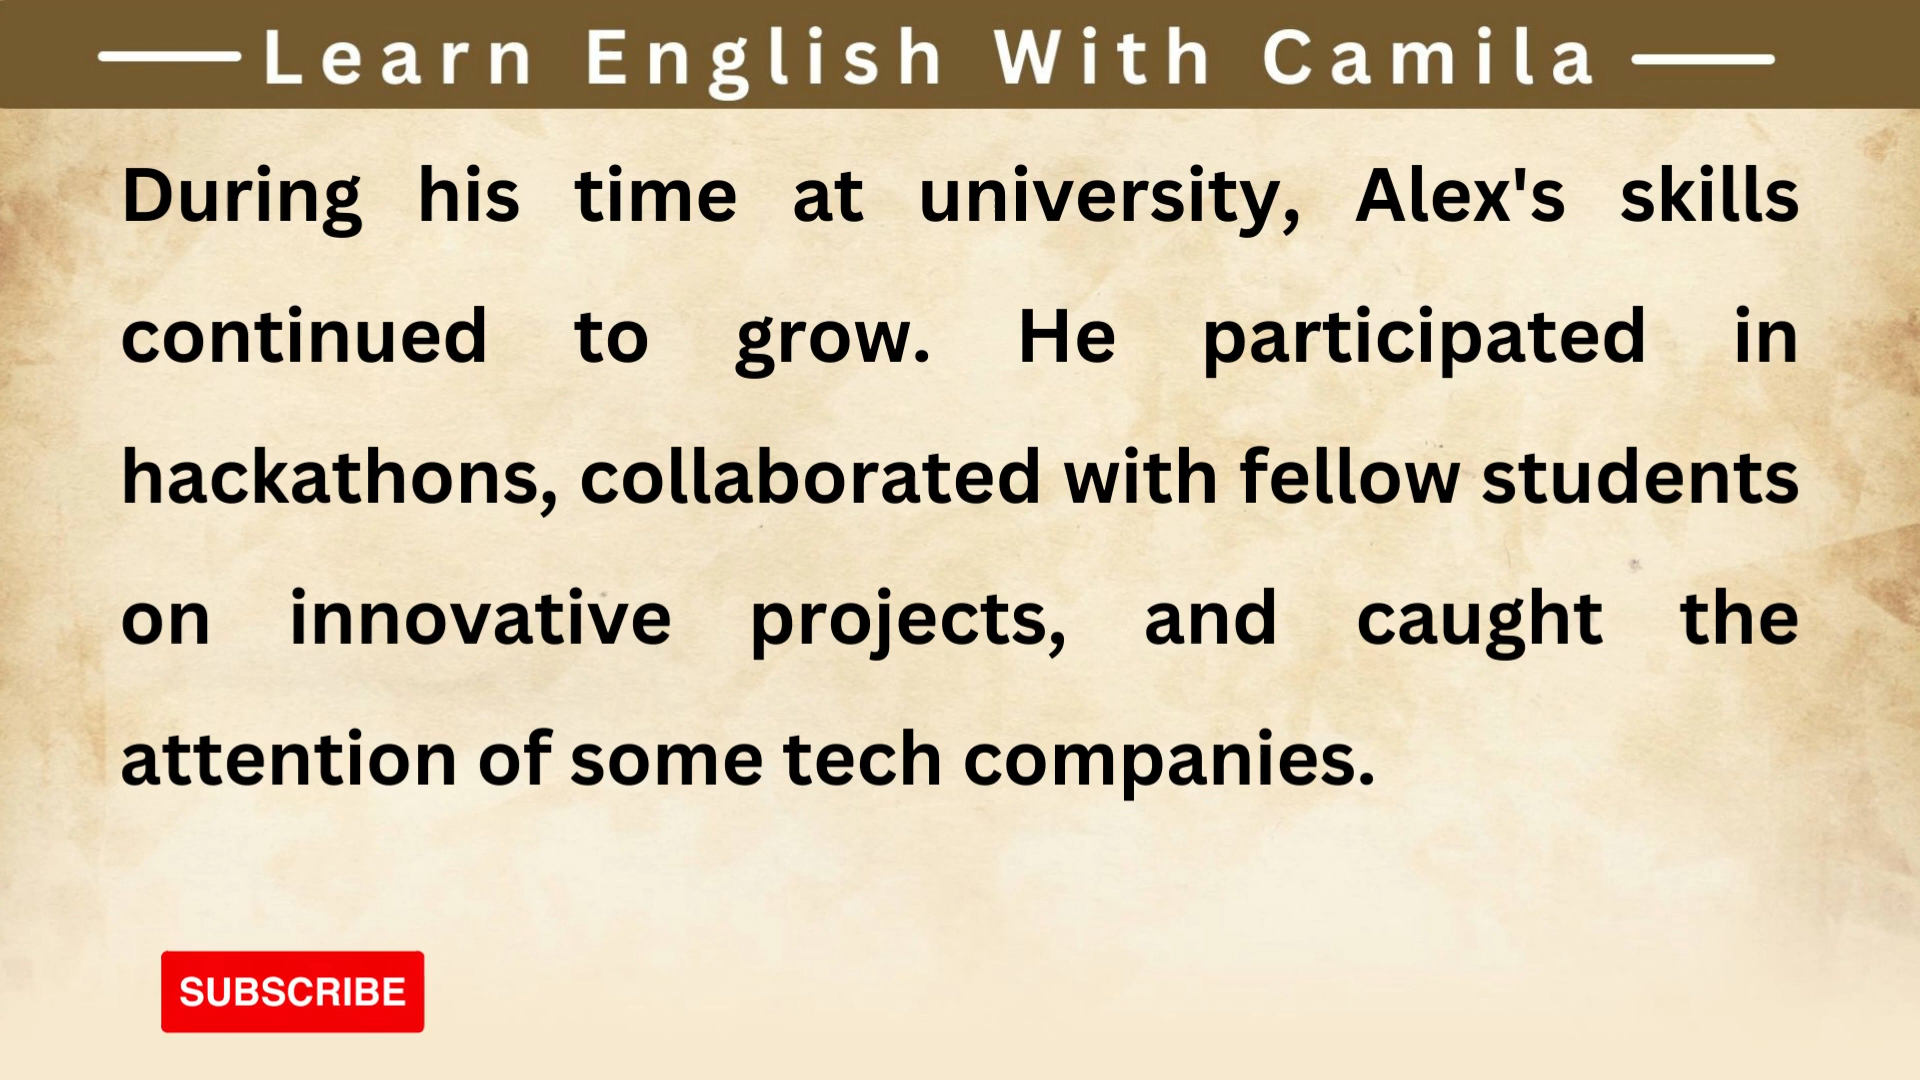 Learn English With Camila
During his time at university, Alex's skills
continued to grow. He participated in
hackathons, collaborated with fellow students
on innovative projects, and caught the
attention of some tech companies.
SUBSCRIBE